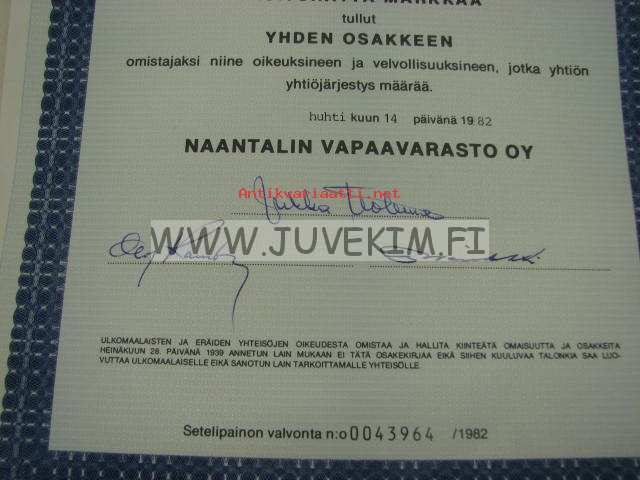 MARKKAA
tullut
YHDEN OSAKKEEN
omistajaksi niine oikeuksineen ja velvollisuuksineen, jotka yhtiön
yhtiöjärjestys määrää.
huhti kuun 14 päivänä 1982
NAANTALIN VAPAAVARASTO OY
Antikvariaatti.net
Jukka
WWW.JUVEKIM.FI
ULKOMAALAISTEN JA ERÄIDEN YHTEISÖJEN OIKEUDESTA OMISTAA JA HALLITA KIINTEÄTÄ OMAISUUTTA JA OSAKKEITA
HEINÄKUUN 28. PÄIVÄNÄ 1939 ANNETUN LAIN MUKAAN EI TÄTÄ OSAKEKIRJAA EIKÄ SIIHEN KUULUVAA TALONKIA SAA LUO-
VUTTAA ULKOMAALAISELLE EIKÄ SANOTUN LAIN TARKOITTAMALLE YHTEISÖLLE.
Setelipainon valvonta n:o 0043964 /1982